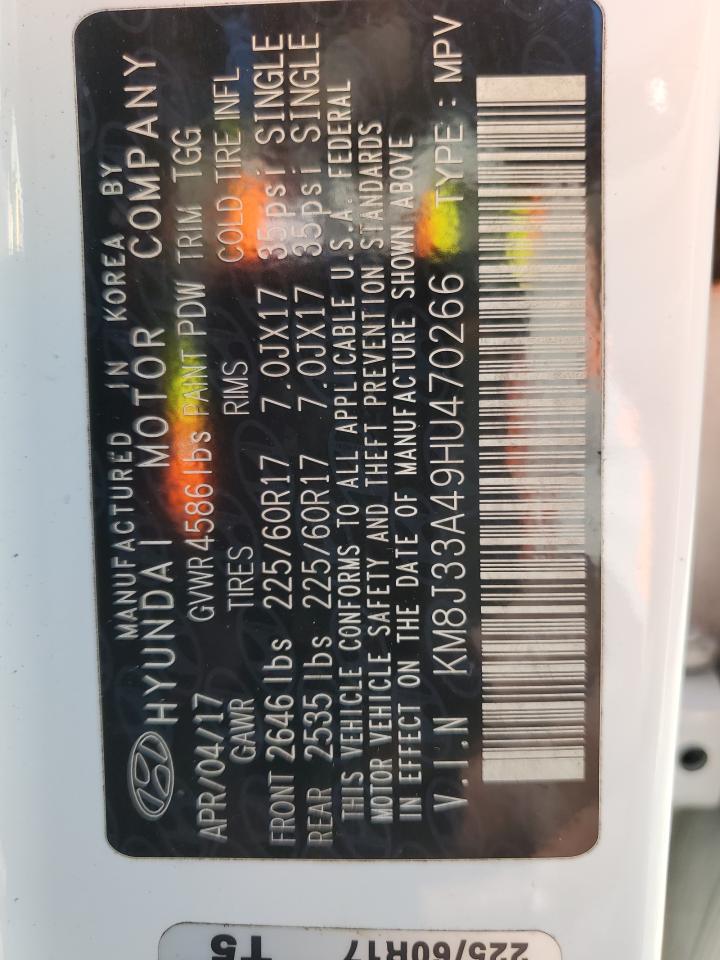 MANUFACTURED IN KOREA BY
HYUNDAI MOTOR COMPANY
APR/04/17 GVWR 4586 lbs PAINT PDW TRIM TGG
GAWR TIRES RIMS COLD TIRE INFL
FRONT 2646 lbs 225/60R17 7.0JX17 35psi SINGLE
REAR 2535 lbs 225/60R17 7.0JX17 35psi SINGLE
THIS VEHICLE CONFORMS TO ALL APPLICABLE U.S.A. FEDERAL
MOTOR VEHICLE SAFETY AND THEFT PREVENTION STANDARDS
IN EFFECT ON THE DATE OF MANUFACTURE SHOWN ABOVE
V.I.N KM8J33A49HU470266 TYPE : MPV
225/60R17
T5